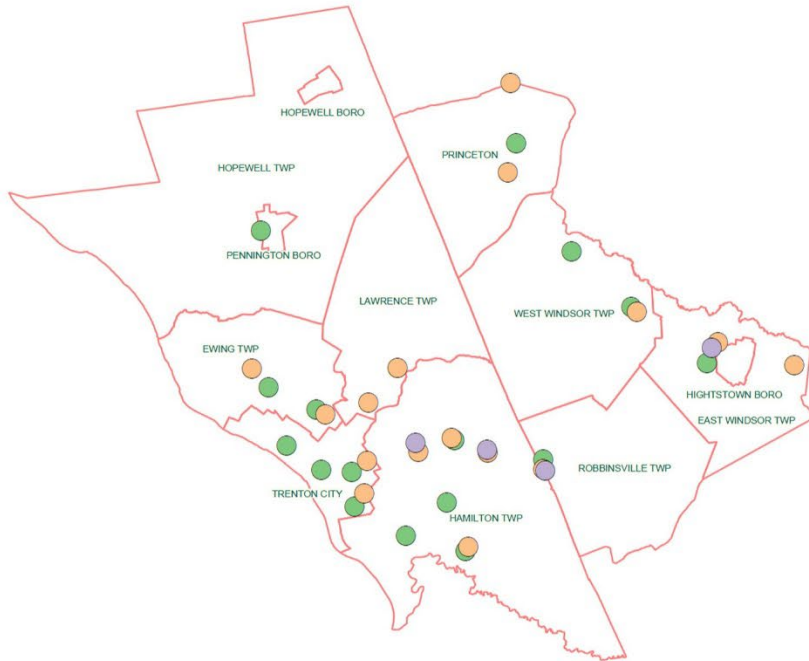 HOPEWELL BORO
PRINCETON
HOPEWELL TWP
PENNINGTON BORO
LAWRENCE TWP
WEST WINDSOR TWP
EWING TWP
HIGHTSTOWN BORO
EAST WINDSOR TWP
ROBBINSVILLE TWP
TRENTON CITY
HAMILTON TWP